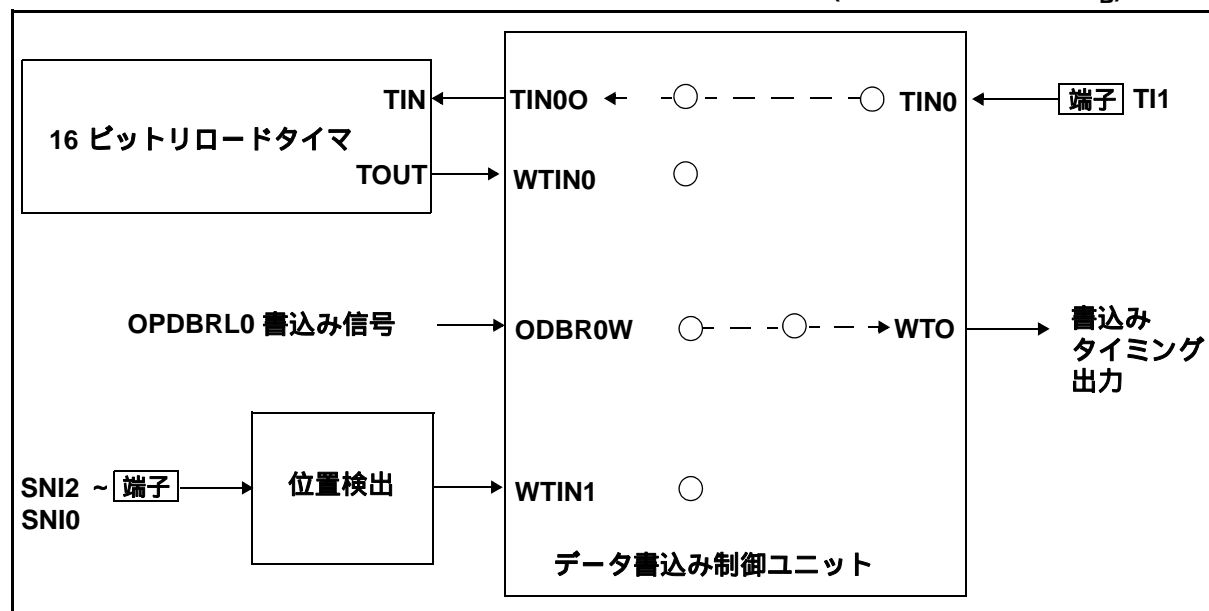 TIN
TIN0O
TIN0
端子 TI1
16 ビットリロードタイマ
TOUT
WTIN0
OPDBRL0 書込み信号
ODBR0W
WTO
書込み
タイミング
出力
SNI2 ~ 端子
SNI0
位置検出
WTIN1
データ書込み制御ユニット